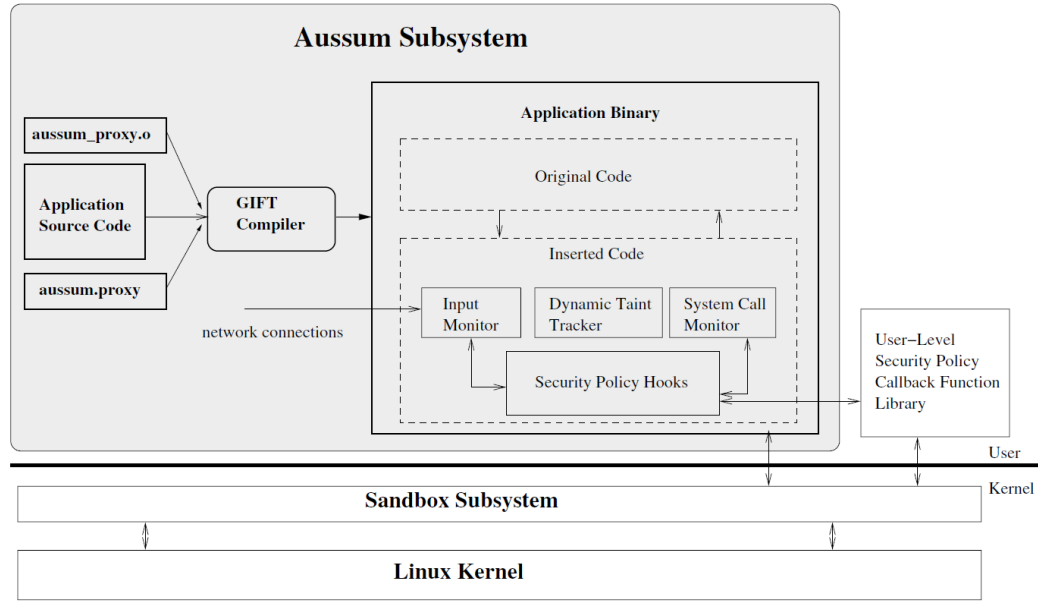 Aussum Subsystem
aussum_proxy.o
Application
Source Code
aussum.proxy
GIFT
Compiler
Application Binary
Original Code
Inserted Code
network connections
Input
Monitor
Dynamic Taint
Tracker
System Call
Monitor
Security Policy Hooks
User−Level
Security Policy
Callback Function
Library
User
Kernel
Sandbox Subsystem
Linux Kernel